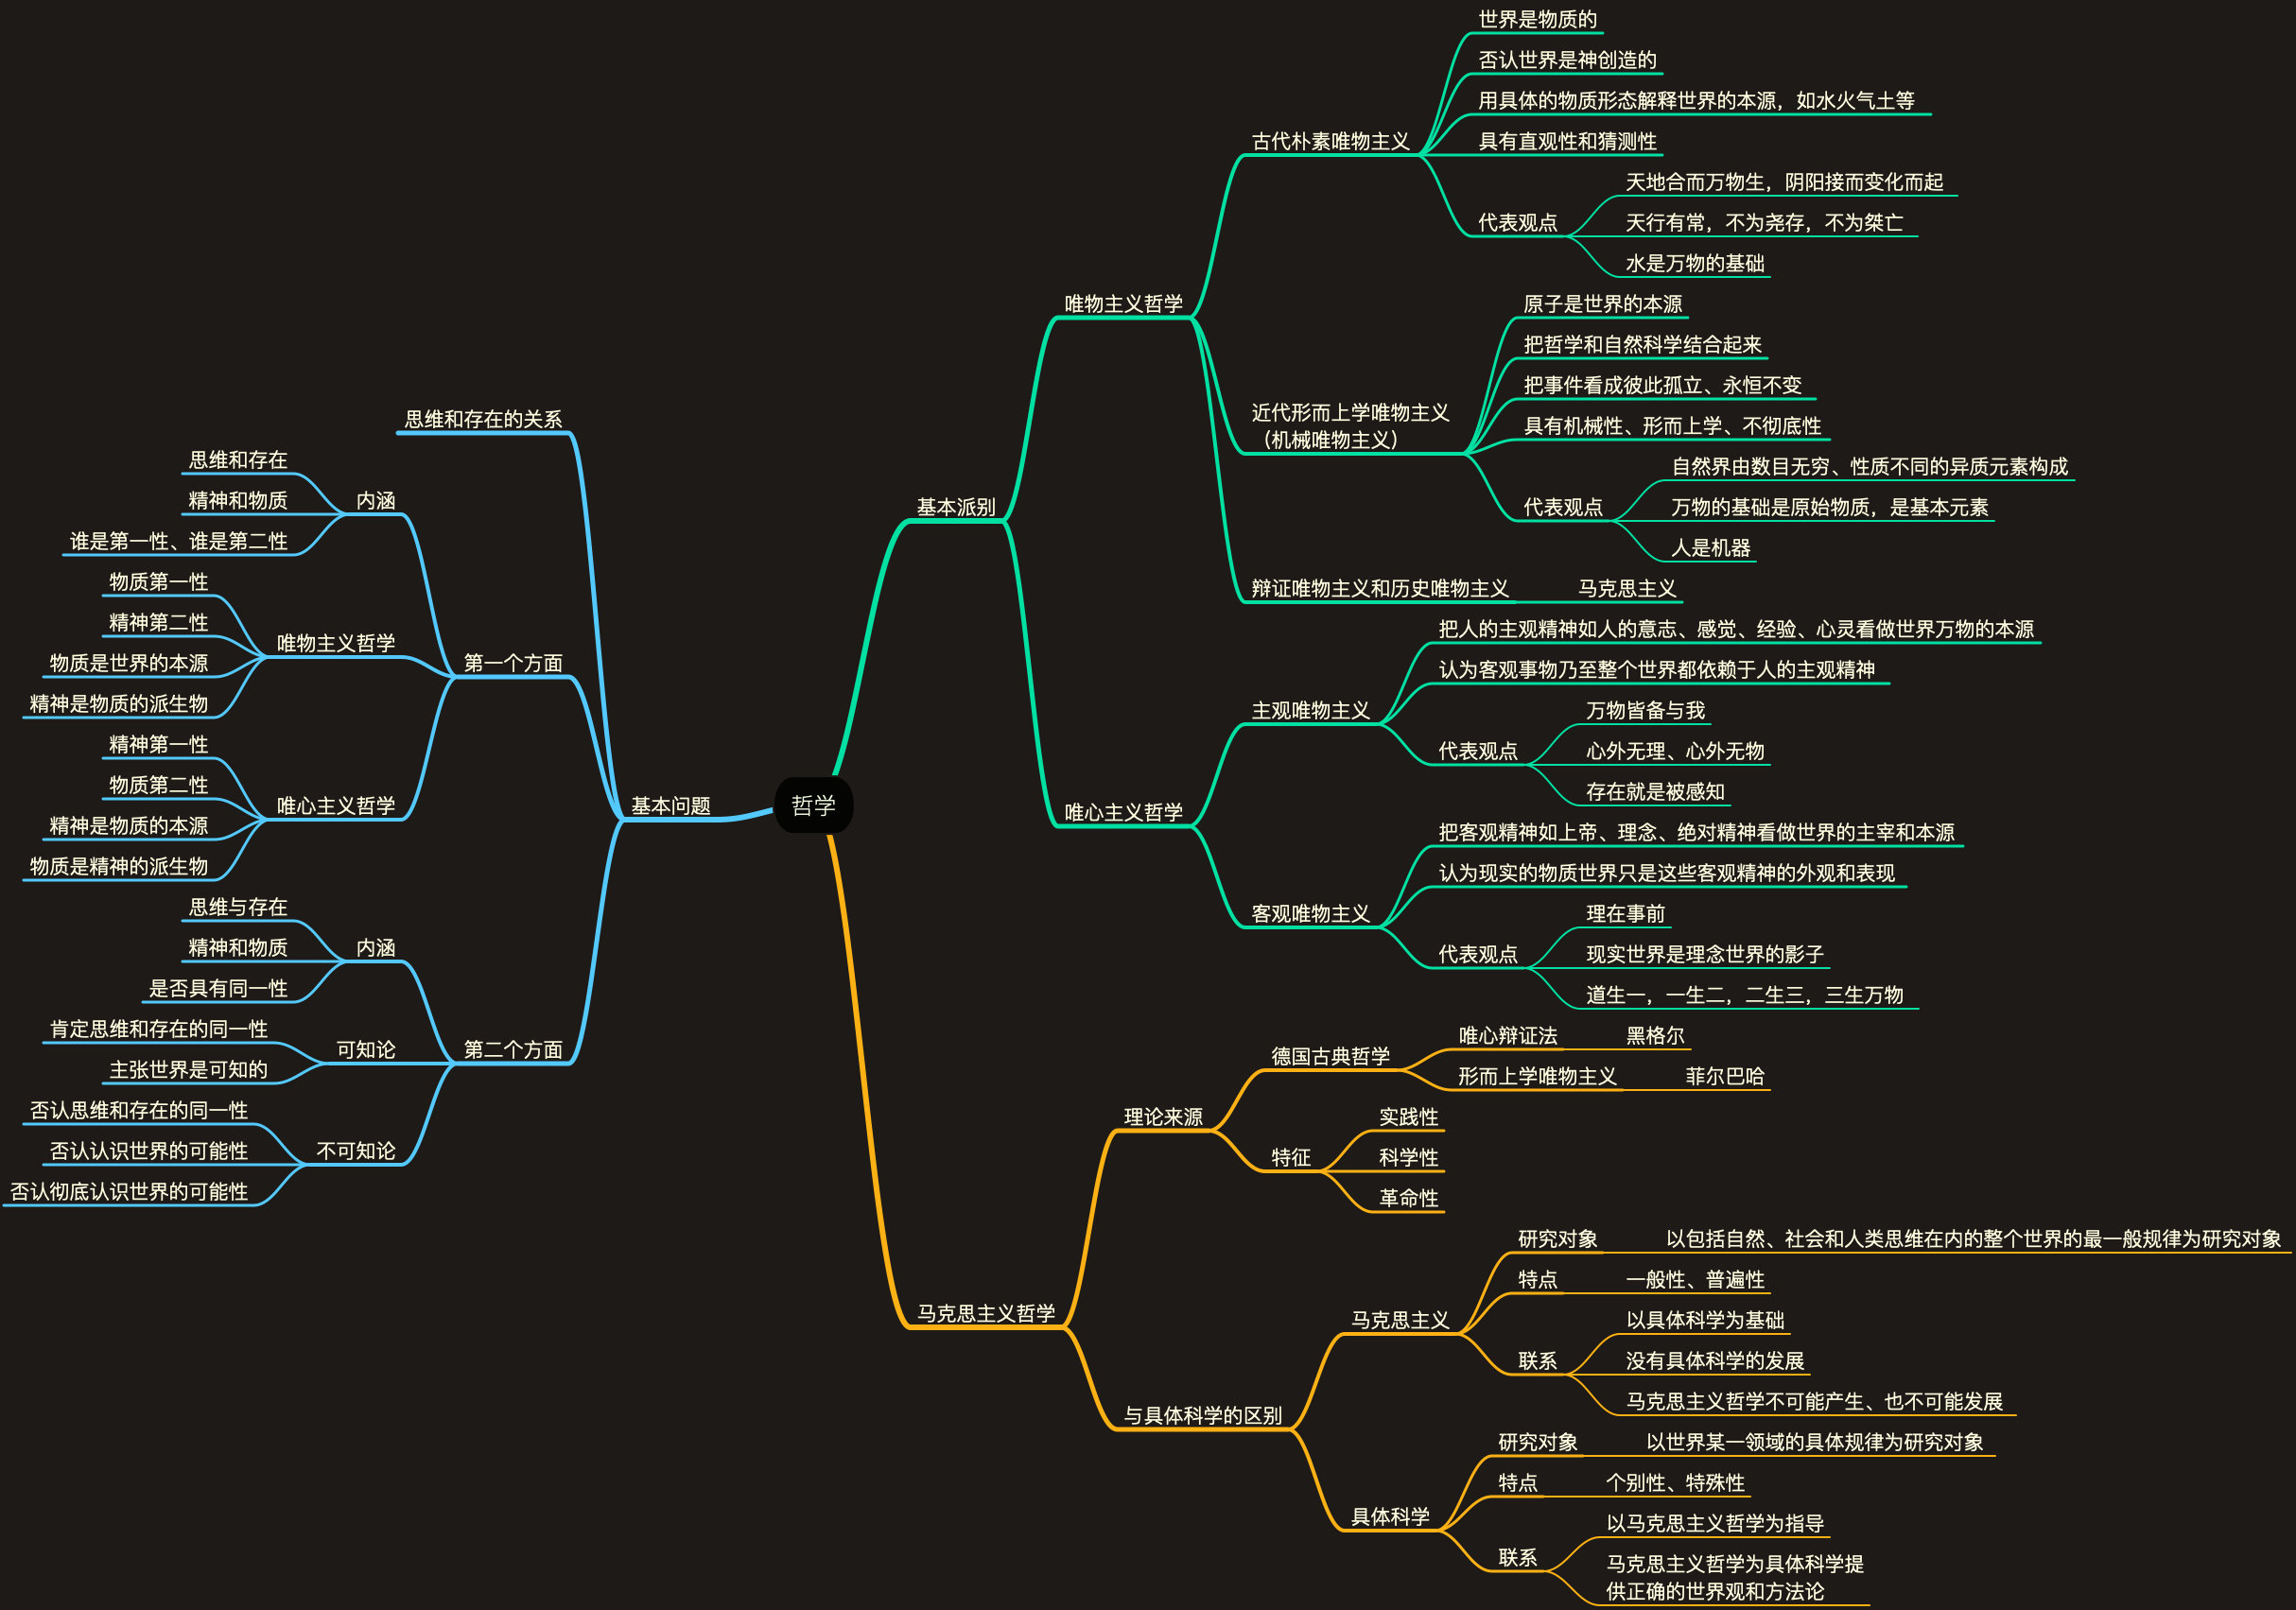 哲学
基本问题
思维和存在的关系
第一个方面
内涵
思维和存在
精神和物质
谁是第一性、谁是第二性
唯物主义哲学
物质第一性
精神第二性
物质是世界的本源
精神是物质的派生物
唯心主义哲学
精神第一性
物质第二性
精神是物质的本源
物质是精神的派生物
第二个方面
内涵
思维与存在
精神和物质
是否具有同一性
可知论
肯定思维和存在的同一性
主张世界是可知的
不可知论
否认思维和存在的同一性
否认认识世界的可能性
否认彻底认识世界的可能性
基本派别
唯物主义哲学
古代朴素唯物主义
世界是物质的
否认世界是神创造的
用具体的物质形态解释世界的本源，如水火气土等
具有直观性和猜测性
代表观点
天地合而万物生，阴阳接而变化而起
天行有常，不为尧存，不为桀亡
水是万物的基础
近代形而上学唯物主义
（机械唯物主义）
原子是世界的本源
把哲学和自然科学结合起来
把事件看成彼此孤立、永恒不变
具有机械性、形而上学、不彻底性
代表观点
自然界由数目无穷、性质不同的异质元素构成
万物的基础是原始物质，是基本元素
人是机器
辩证唯物主义和历史唯物主义
马克思主义
唯心主义哲学
主观唯物主义
把人的主观精神如人的意志、感觉、经验、心灵看做世界万物的本源
认为客观事物乃至整个世界都依赖于人的主观精神
代表观点
万物皆备与我
心外无理、心外无物
存在就是被感知
客观唯物主义
把客观精神如上帝、理念、绝对精神看做世界的主宰和本源
认为现实的物质世界只是这些客观精神的外观和表现
代表观点
理在事前
现实世界是理念世界的影子
道生一，一生二，二生三，三生万物
马克思主义哲学
理论来源
德国古典哲学
唯心辩证法
黑格尔
形而上学唯物主义
菲尔巴哈
特征
实践性
科学性
革命性
与具体科学的区别
马克思主义
研究对象
以包括自然、社会和人类思维在内的整个世界的最一般规律为研究对象
特点
一般性、普遍性
联系
以具体科学为基础
没有具体科学的发展
马克思主义哲学不可能产生、也不可能发展
具体科学
研究对象
以世界某一领域的具体规律为研究对象
特点
个别性、特殊性
联系
以马克思主义哲学为指导
马克思主义哲学为具体科学提
供正确的世界观和方法论